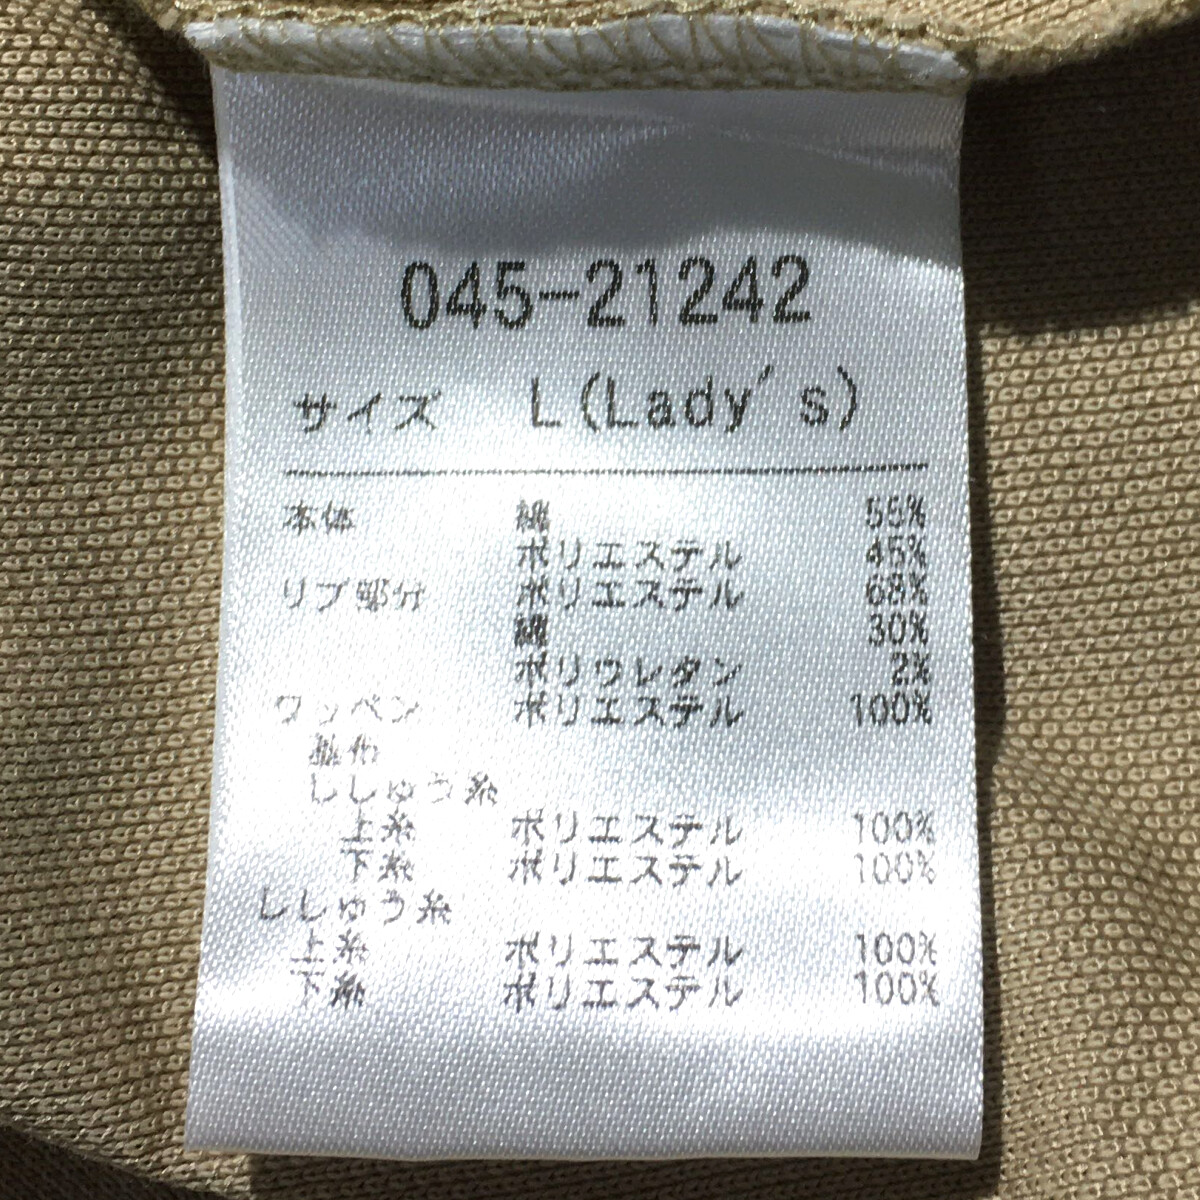 045-21242
サイズ L(Lady's)
本体 綿 55%
ポリエステル 45%
リブ部分 ポリエステル 68%
綿 30%
ポリウレタン 2%
ワッペン ポリエステル 100%
基布
ししゅう糸
上糸 ポリエステル 100%
下糸 ポリエステル 100%
ししゅう糸
上糸 ポリエステル 100%
下糸 ポリエステル 100%